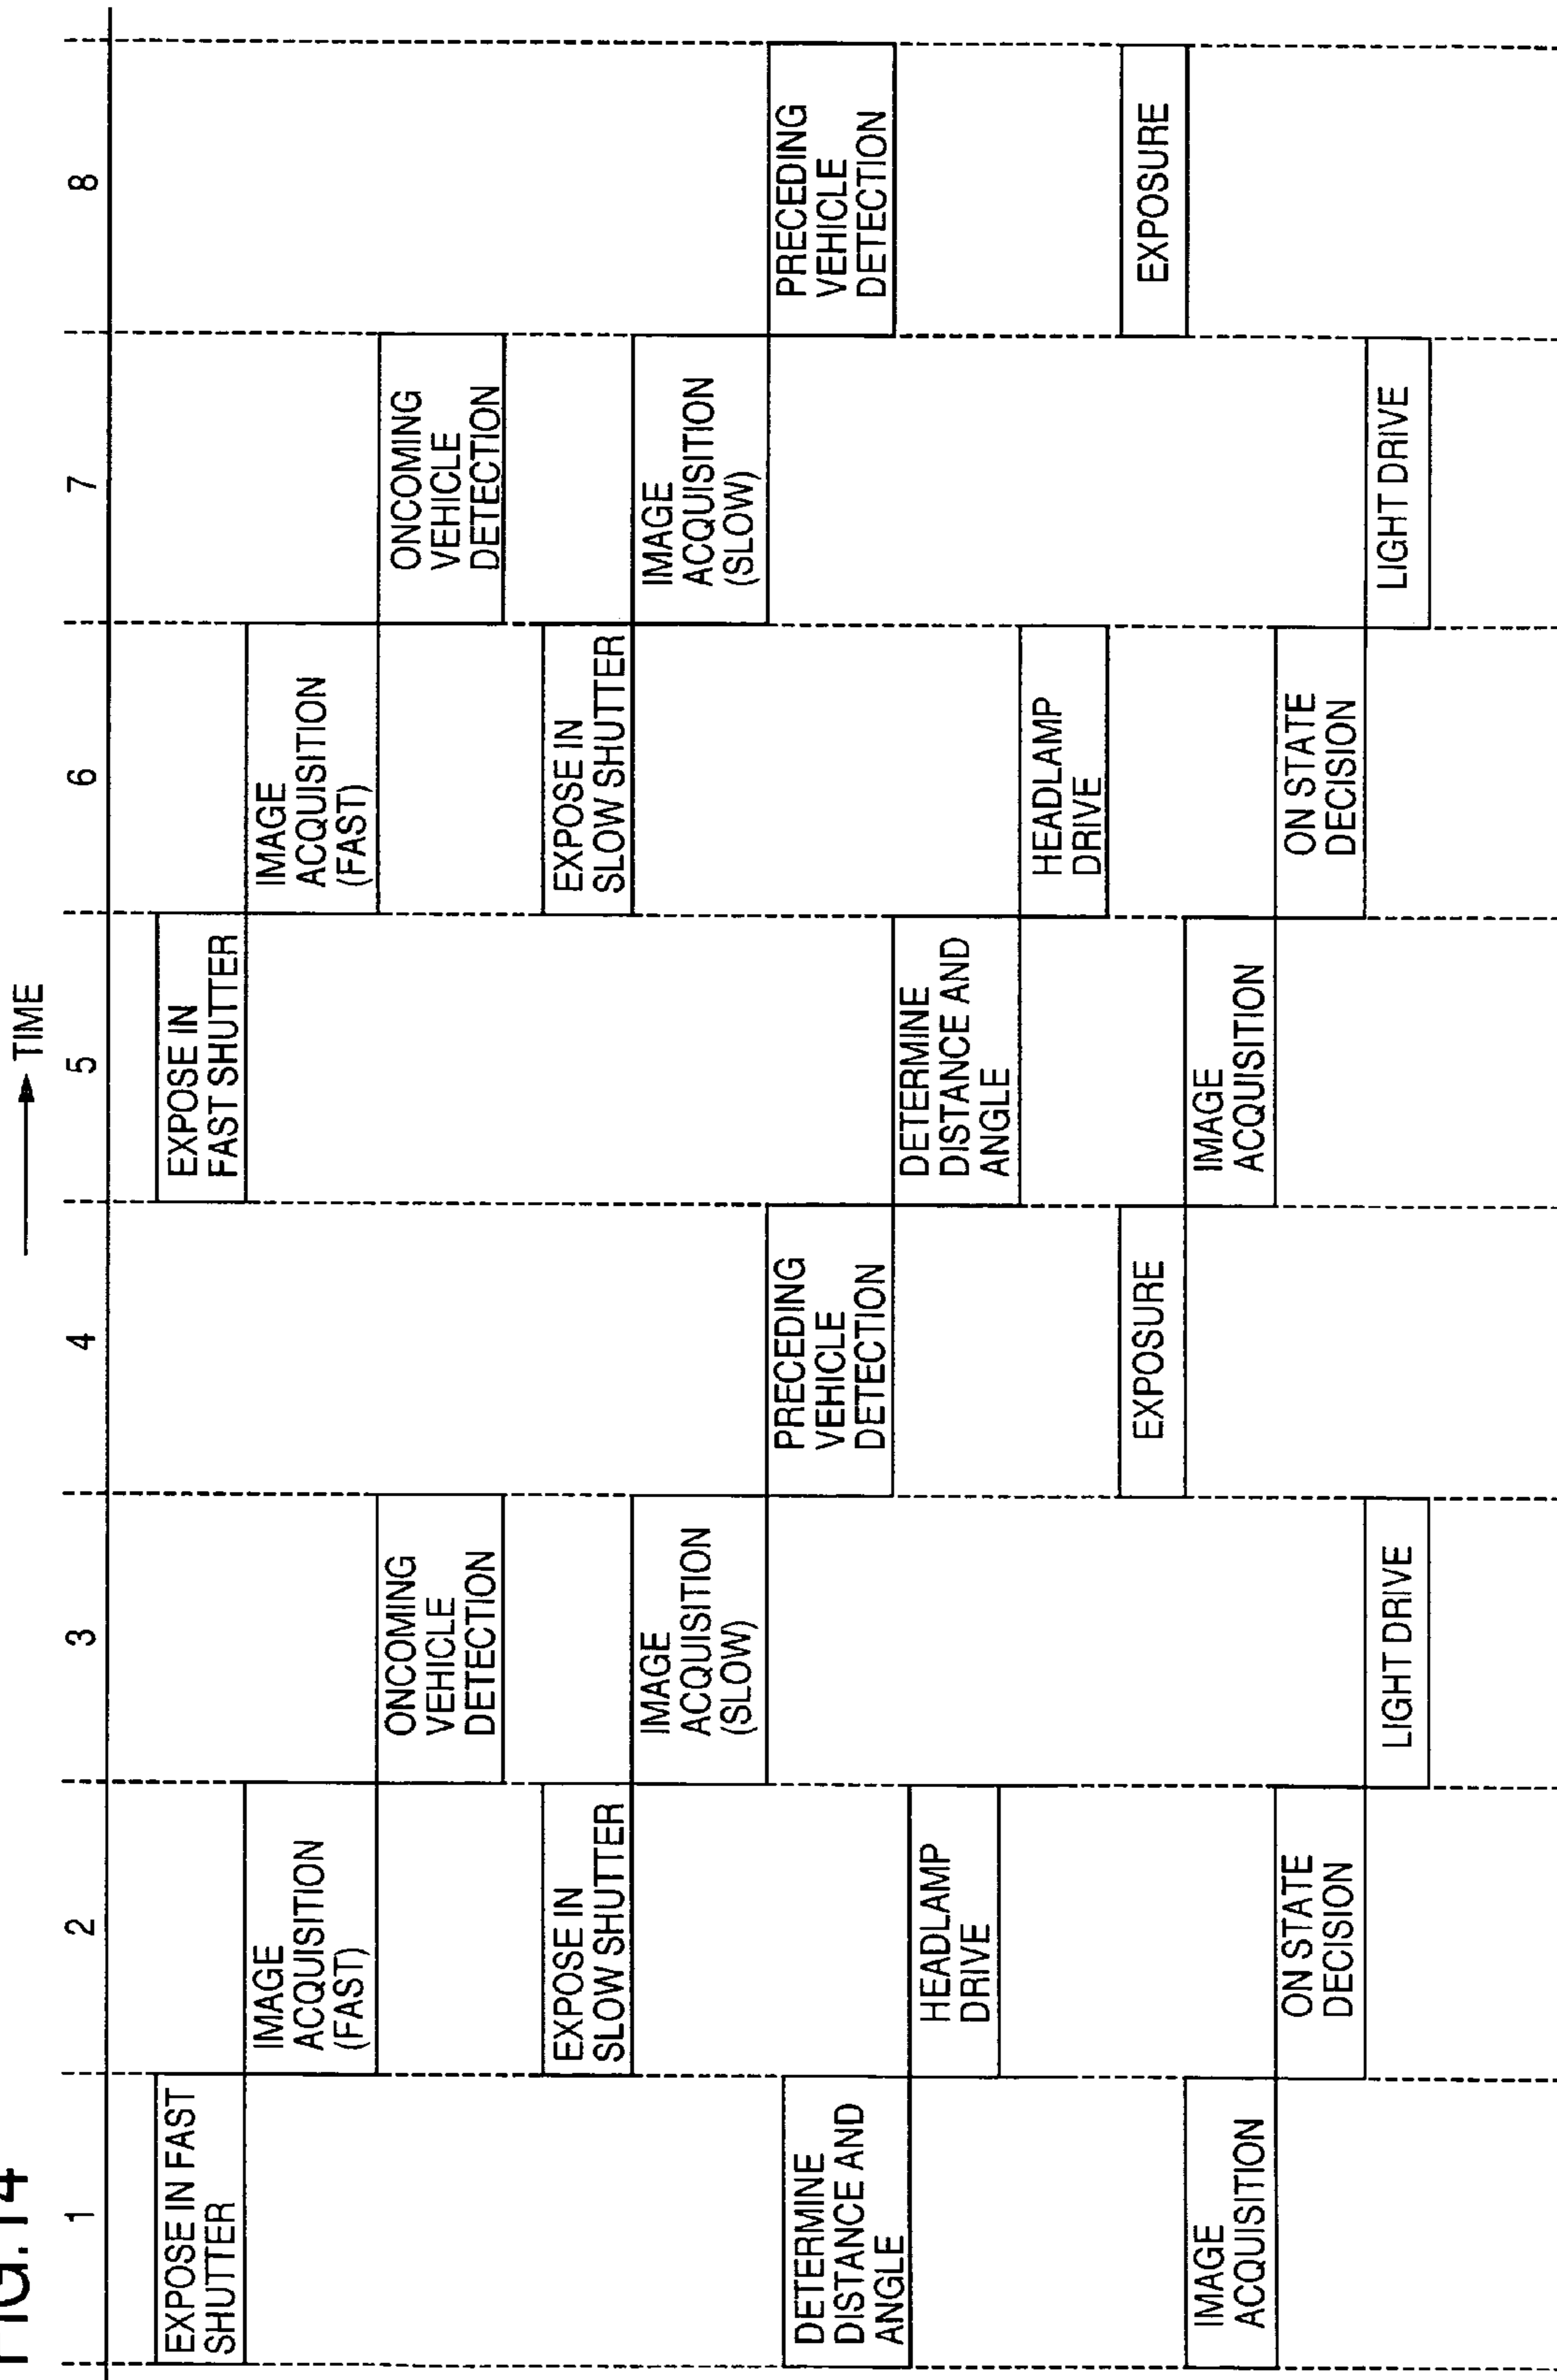 FIG. 14
TIME
1
2
3
4
5
6
7
8
EXPOSE IN FAST
SHUTTER
IMAGE
ACQUISITION
(FAST)
ONCOMING
VEHICLE
DETECTION
EXPOSE IN
FAST SHUTTER
IMAGE
ACQUISITION
(FAST)
ONCOMING
VEHICLE
DETECTION
EXPOSE IN
SLOW SHUTTER
IMAGE
ACQUISITION
(SLOW)
PRECEDING
VEHICLE
DETECTION
EXPOSE IN
SLOW SHUTTER
IMAGE
ACQUISITION
(SLOW)
PRECEDING
VEHICLE
DETECTION
DETERMINE
DISTANCE AND
ANGLE
HEADLAMP
DRIVE
DETERMINE
DISTANCE AND
ANGLE
HEADLAMP
DRIVE
EXPOSURE
EXPOSURE
IMAGE
ACQUISITION
ON STATE
DECISION
LIGHT DRIVE
IMAGE
ACQUISITION
ON STATE
DECISION
LIGHT DRIVE